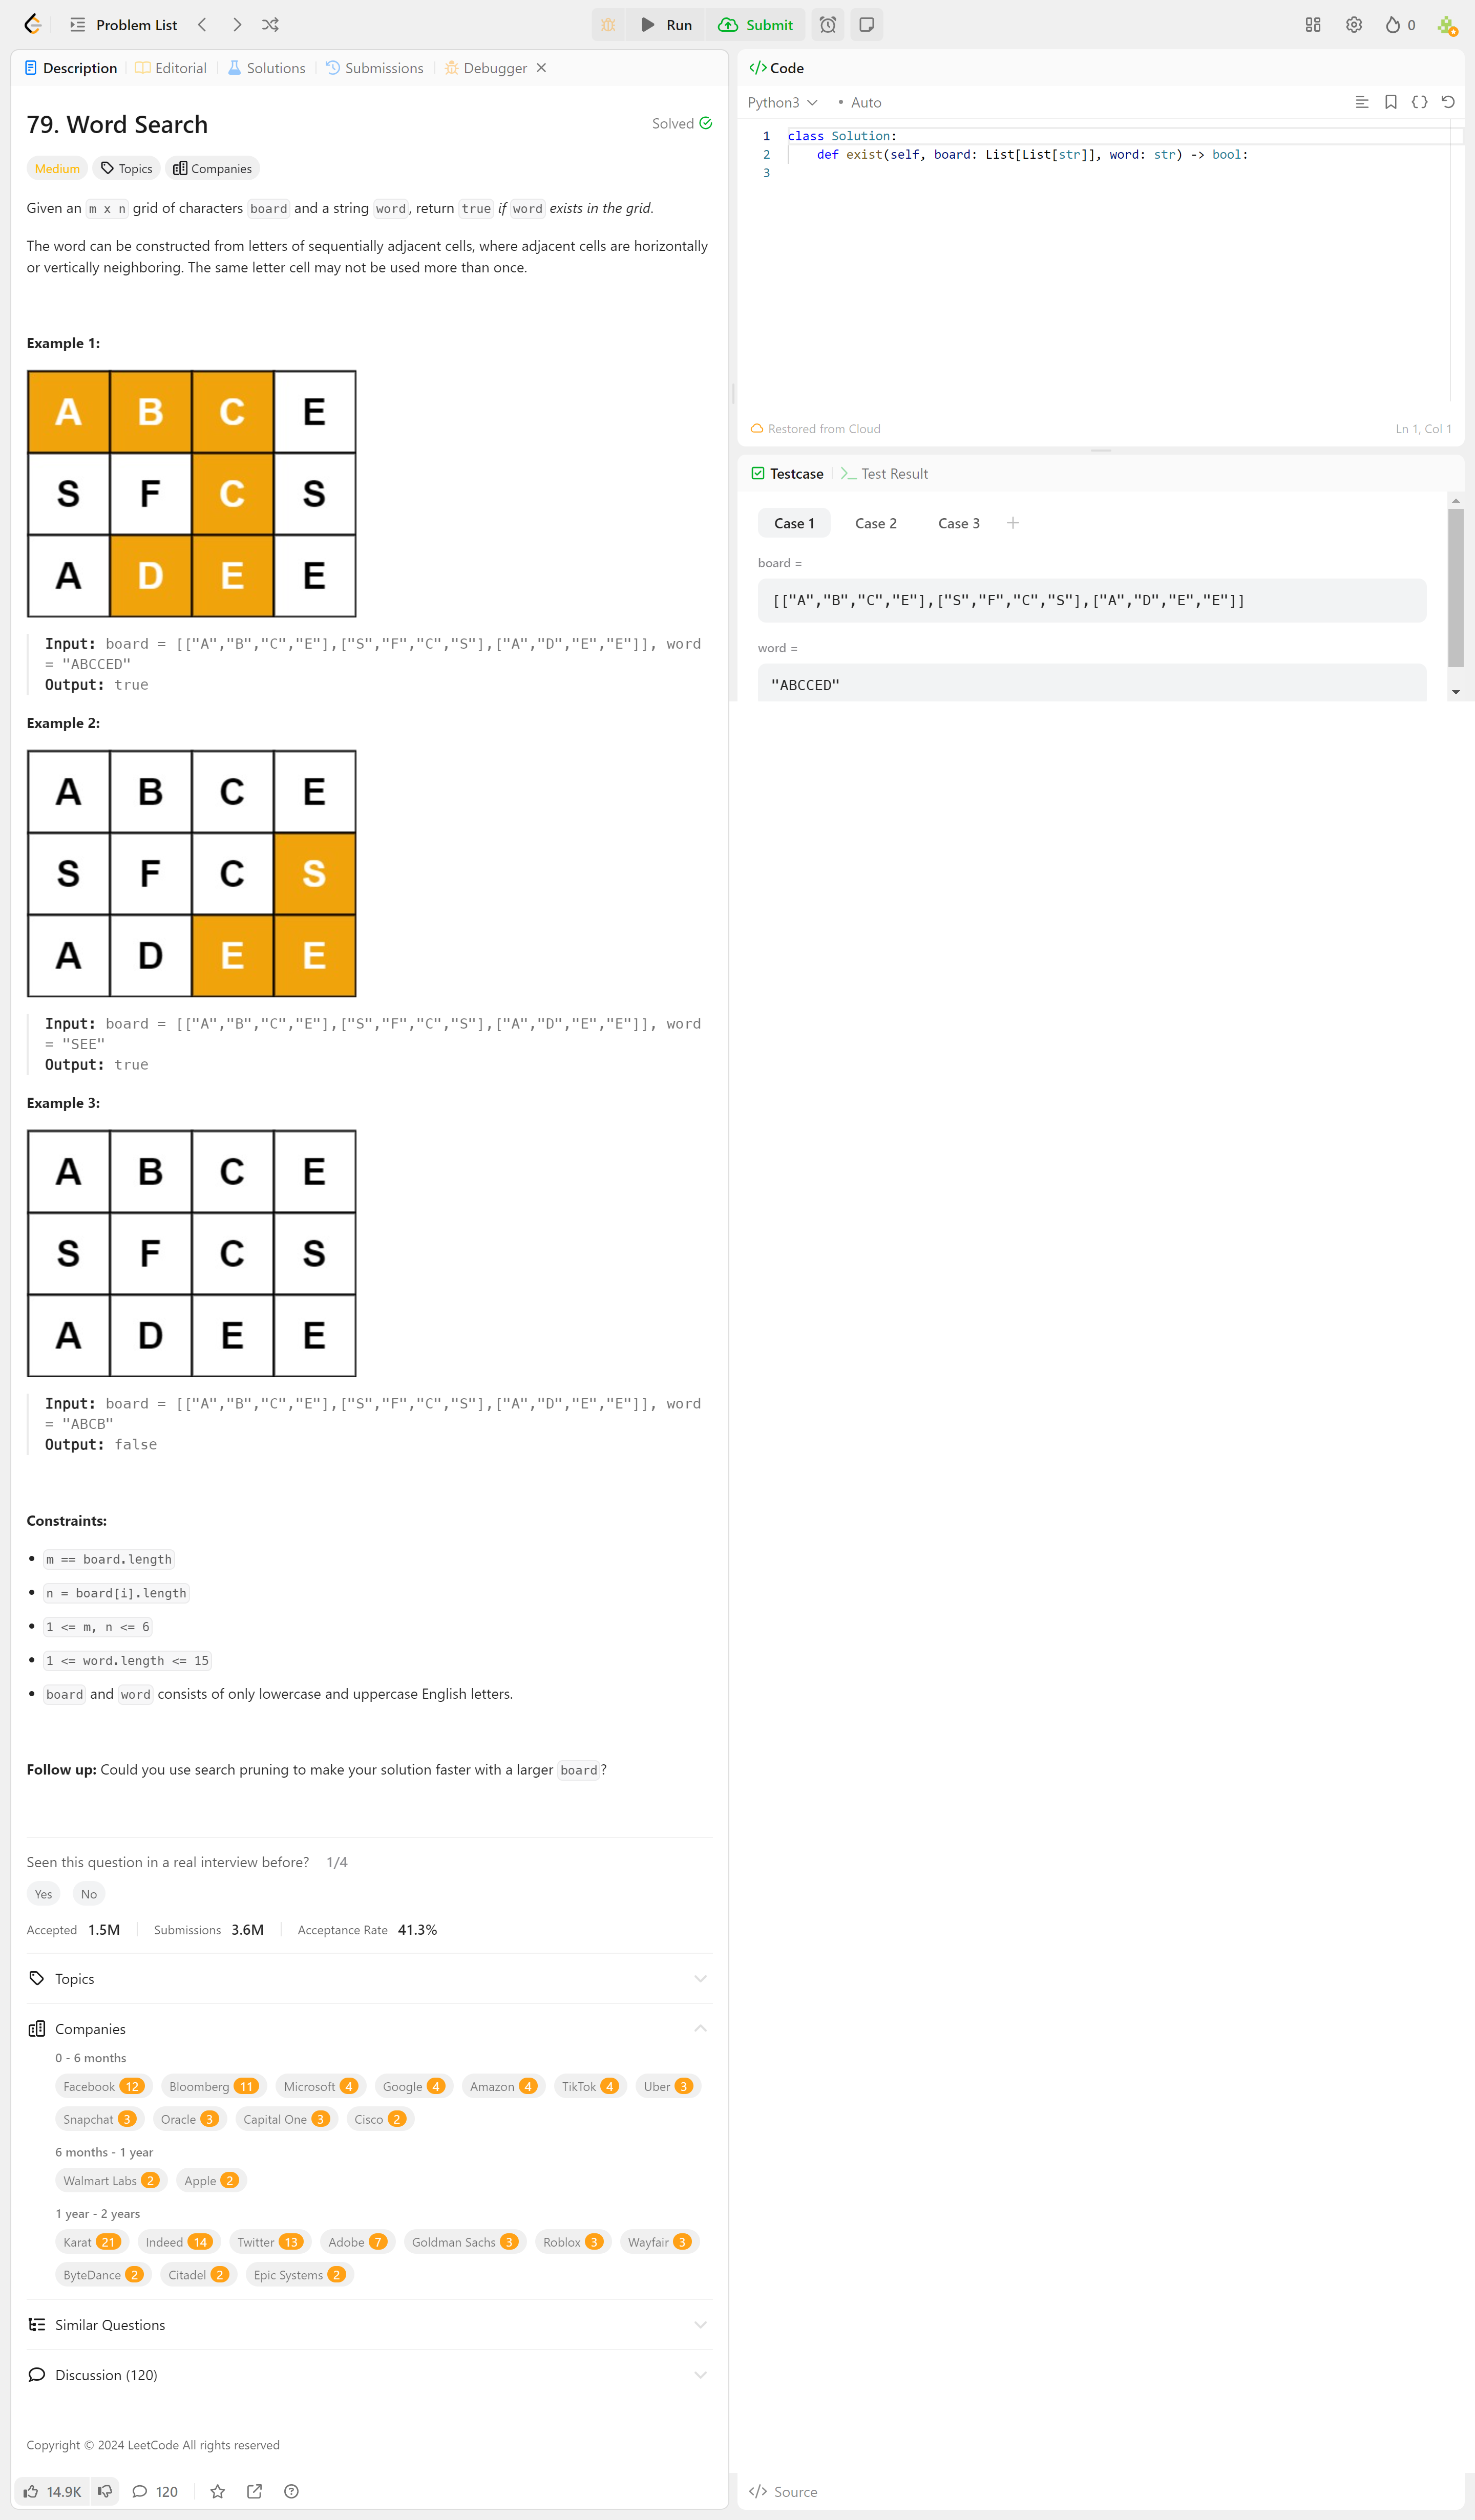 Problem List
Run
Submit
0
Description
Editorial
Solutions
Submissions
Debugger
79. Word Search
Solved
Medium
Topics
Companies
Given an m x n grid of characters board and a string word, return true if word exists in the grid.
The word can be constructed from letters of sequentially adjacent cells, where adjacent cells are horizontally
or vertically neighboring. The same letter cell may not be used more than once.
Example 1:
A B C E
S F C S
A D E E
Input: board = [["A","B","C","E"],["S","F","C","S"],["A","D","E","E"]], word
= "ABCCED"
Output: true
Example 2:
A B C E
S F C S
A D E E
Input: board = [["A","B","C","E"],["S","F","C","S"],["A","D","E","E"]], word
= "SEE"
Output: true
Example 3:
A B C E
S F C S
A D E E
Input: board = [["A","B","C","E"],["S","F","C","S"],["A","D","E","E"]], word
= "ABCB"
Output: false
Constraints:
• m == board.length
• n = board[i].length
• 1 <= m, n <= 6
• 1 <= word.length <= 15
• board and word consists of only lowercase and uppercase English letters.
Follow up: Could you use search pruning to make your solution faster with a larger board?
Seen this question in a real interview before? 1/4
Yes No
Accepted 1.5M Submissions 3.6M Acceptance Rate 41.3%
Topics
Companies
0 - 6 months
Facebook 12 Bloomberg 11 Microsoft 4 Google 4 Amazon 4 TikTok 4 Uber 3
Snapchat 3 Oracle 3 Capital One 3 Cisco 2
6 months - 1 year
Walmart Labs 2 Apple 2
1 year - 2 years
Karat 21 Indeed 14 Twitter 13 Adobe 7 Goldman Sachs 3 Roblox 3 Wayfair 3
ByteDance 2 Citadel 2 Epic Systems 2
Similar Questions
Discussion (120)
Copyright © 2024 LeetCode All rights reserved
14.9K 120
</> Code
Python3 • Auto
1 class Solution:
2 def exist(self, board: List[List[str]], word: str) -> bool:
3
Restored from Cloud
Ln 1, Col 1
Testcase
>_ Test Result
Case 1 Case 2 Case 3 +
board =
[["A","B","C","E"],["S","F","C","S"],["A","D","E","E"]]
word =
"ABCCED"
</> Source